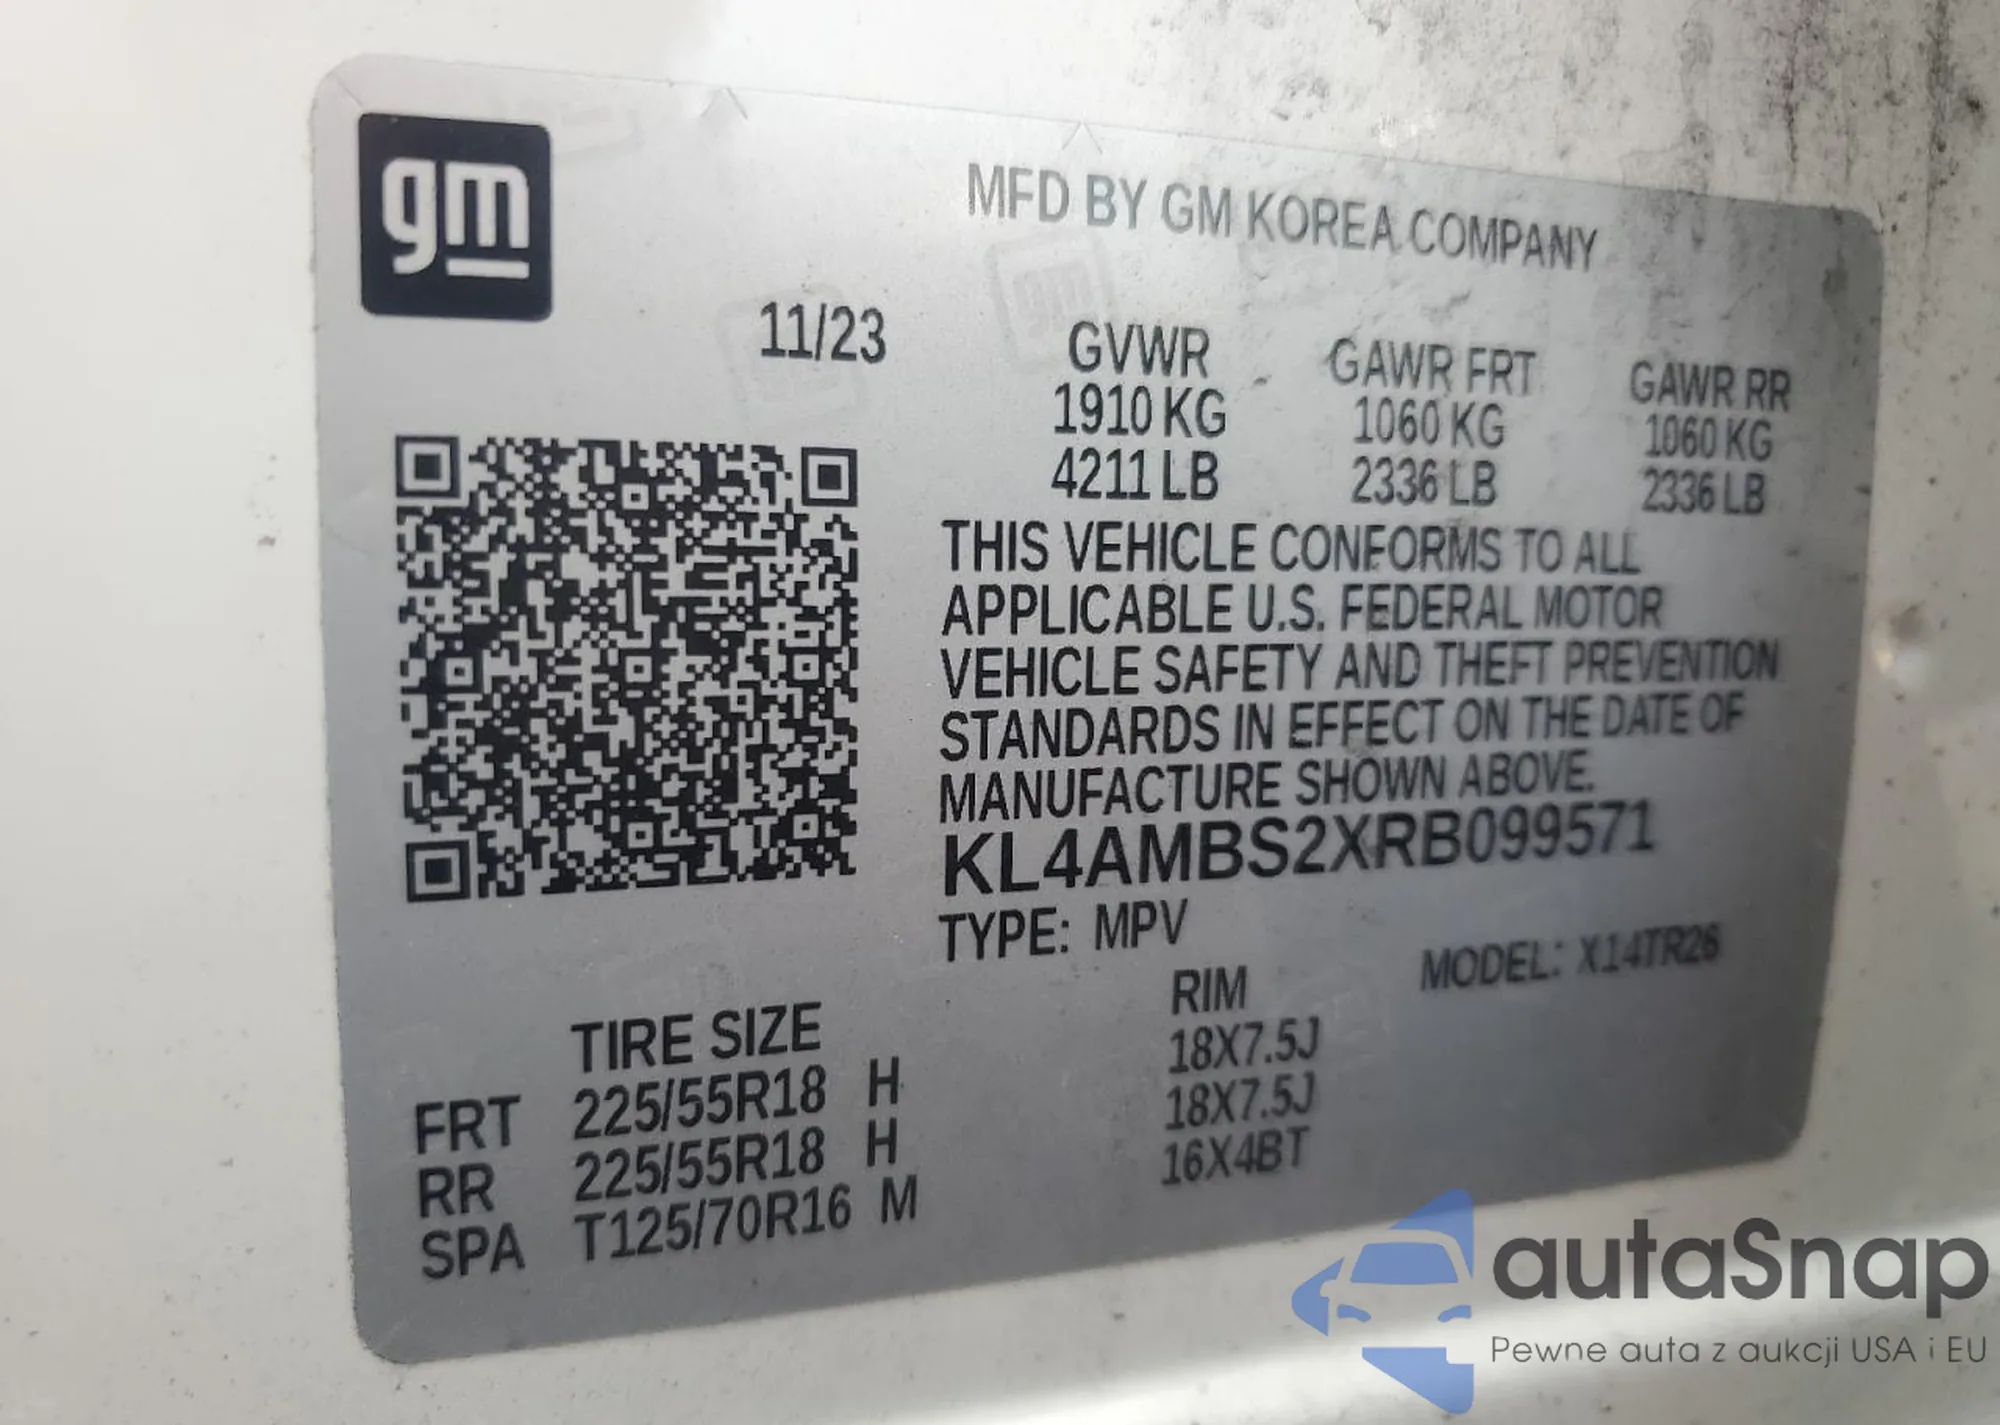 gm
MFD BY GM KOREA COMPANY
11/23
GVWR GAWR FRT GAWR RR
1910 KG 1060 KG 1060 KG
4211 LB 2336 LB 2336 LB
THIS VEHICLE CONFORMS TO ALL
APPLICABLE U.S. FEDERAL MOTOR
VEHICLE SAFETY AND THEFT PREVENTION
STANDARDS IN EFFECT ON THE DATE OF
MANUFACTURE SHOWN ABOVE.
KL4AMBS2XRB099571
TYPE: MPV MODEL: X14TR26
TIRE SIZE RIM
FRT 225/55R18 H 18X7.5J
RR 225/55R18 H 18X7.5J
SPA T125/70R16 M 16X4BT
autaSnap
Pewne auta z aukcji USA i EU